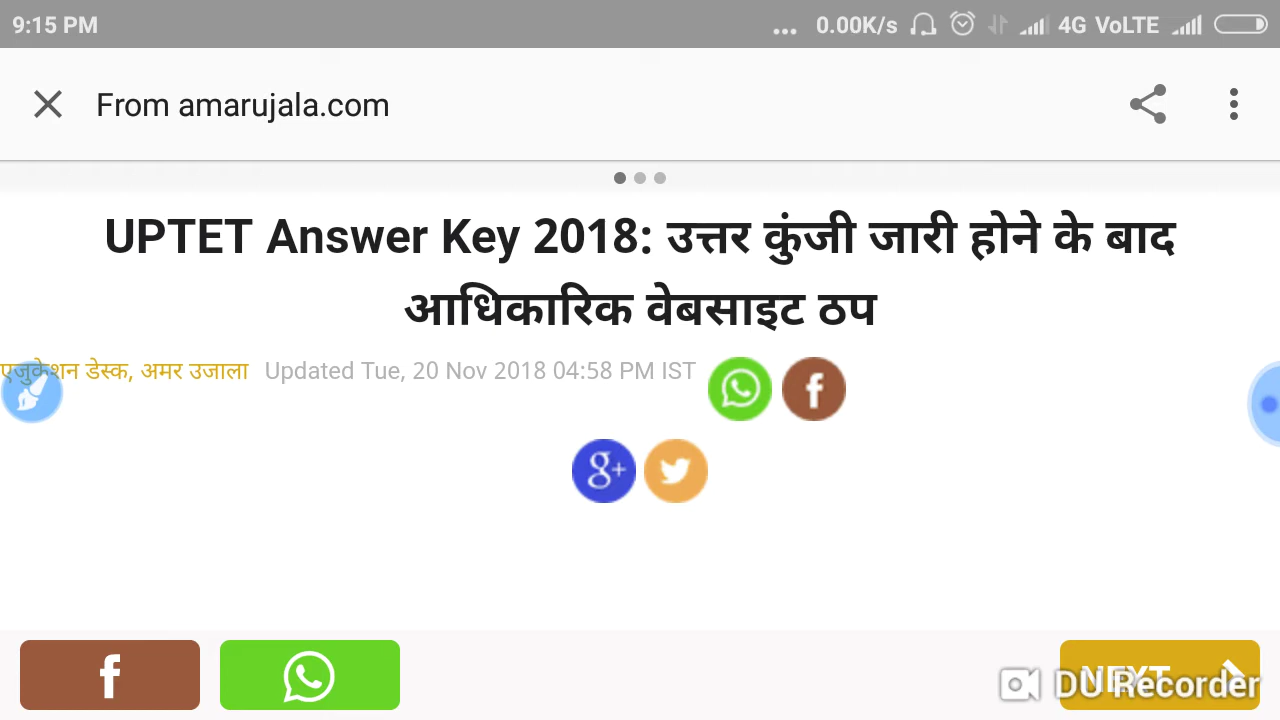 9:15 PM
... 0.00K/s 4G VoLTE
From amarujala.com
UPTET Answer Key 2018: उत्तर कुंजी जारी होने के बाद
आधिकारिक वेबसाइट ठप
एजुकेशन डेस्क, अमर उजाला Updated Tue, 20 Nov 2018 04:58 PM IST
f
g+
f
NEXT
DU Recorder